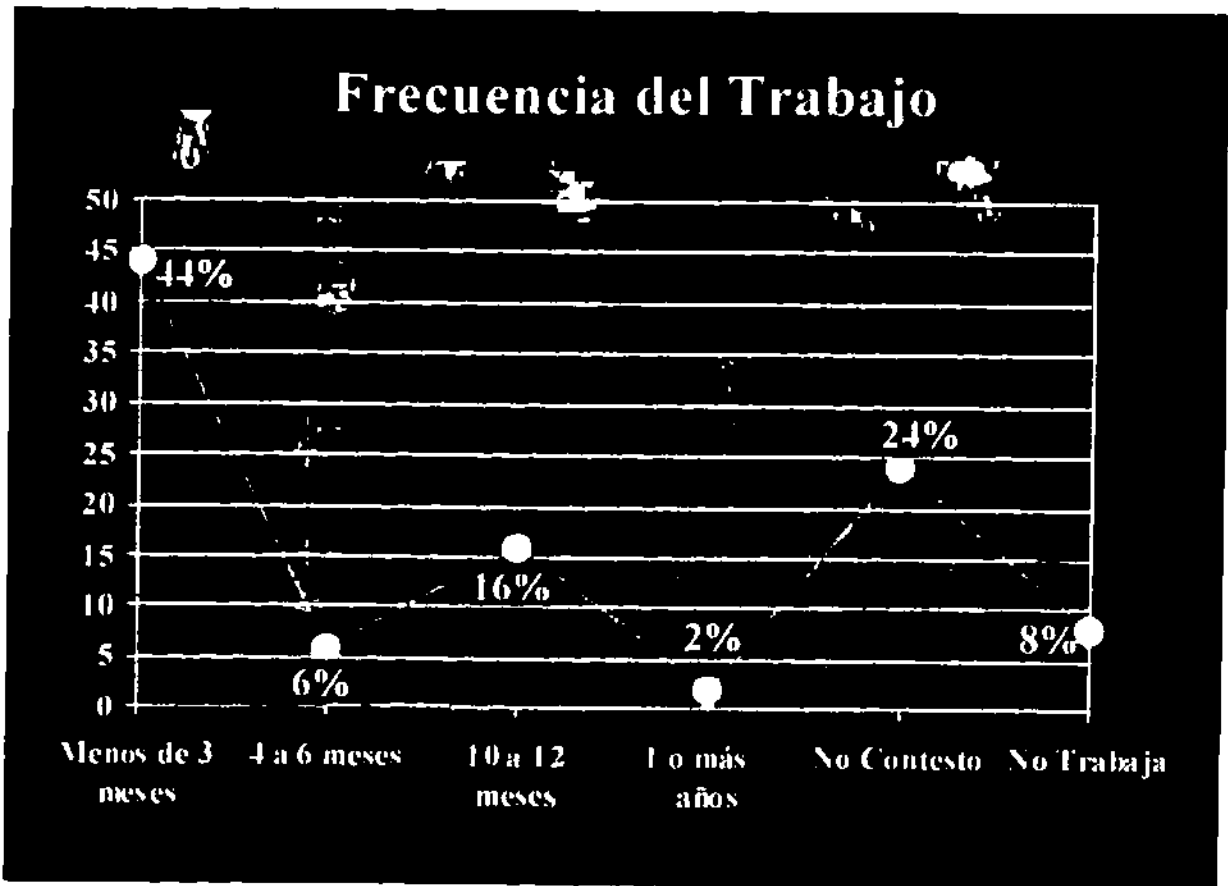 Frecuencia del Trabajo
50
45
44%
40
35
30
24%
25
20
15
16%
10
2%
8%
5
6%
0
Menos de 3 meses
4 a 6 meses
10 a 12 meses
1 o más años
No Contesto
No Trabaja